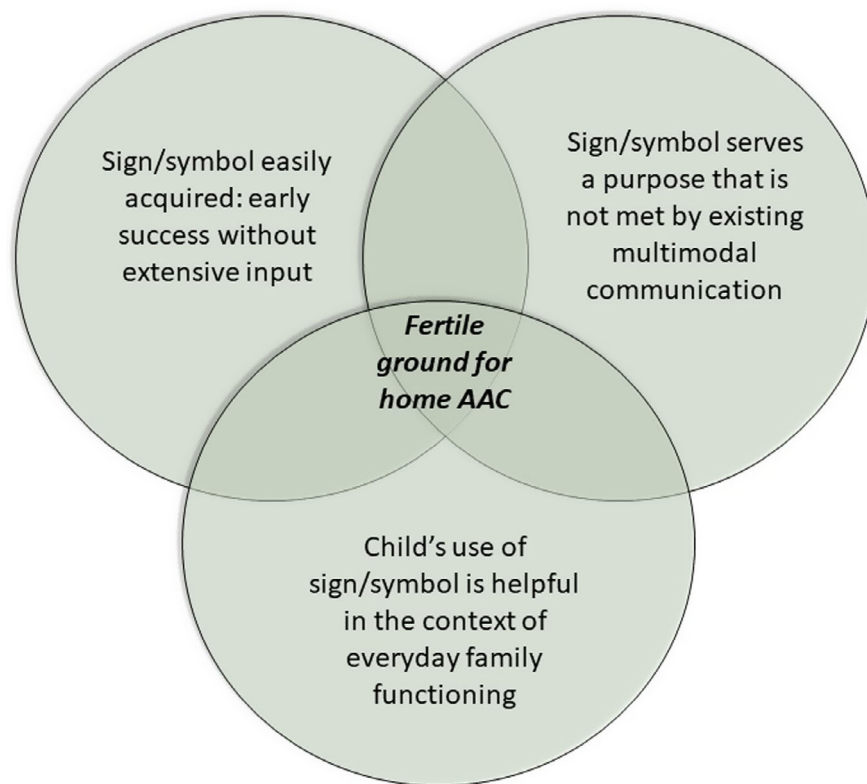 Sign/symbol easily
acquired: early
success without
extensive input
Sign/symbol serves
a purpose that is
not met by existing
multimodal
communication
Fertile
ground for
home AAC
Child’s use of
sign/symbol is helpful
in the context of
everyday family
functioning